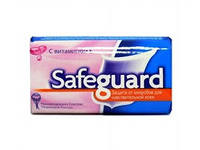 С витамином
Safeguard
Защита от микробов для
чувствительной кожи